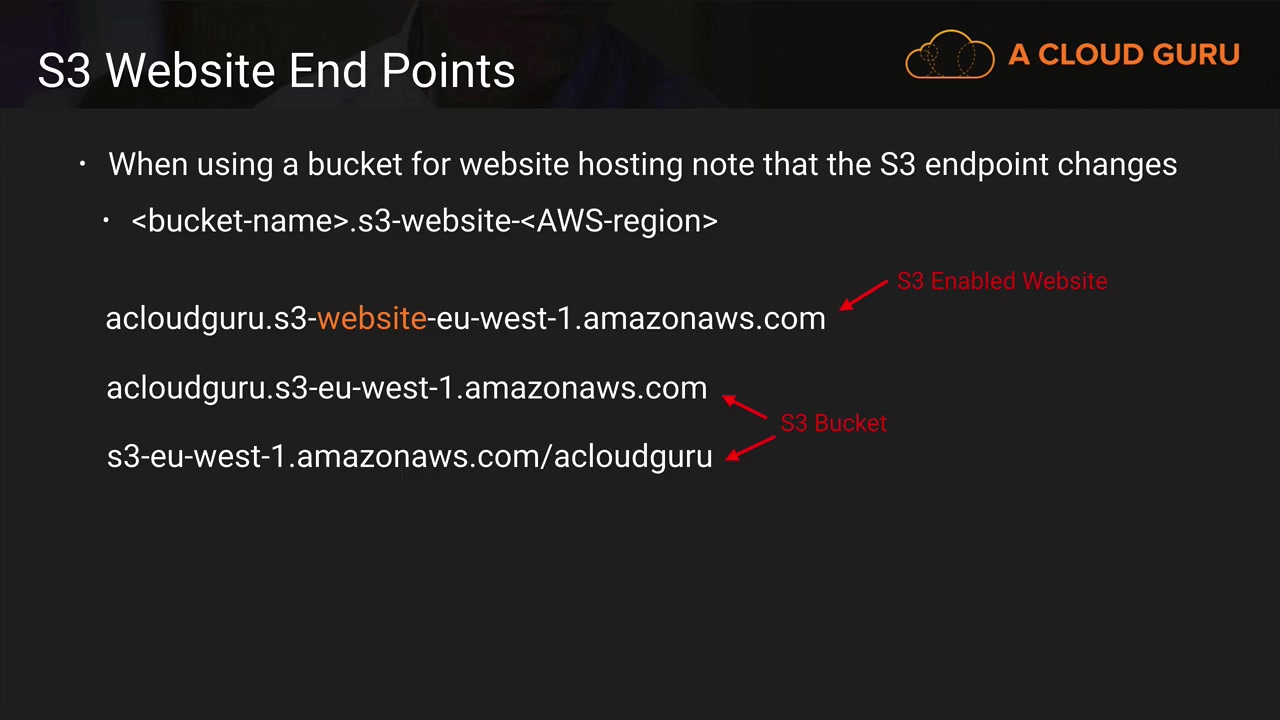 S3 Website End Points
A CLOUD GURU
• When using a bucket for website hosting note that the S3 endpoint changes
• <bucket-name>.s3-website-<AWS-region>
S3 Enabled Website
acloudguru.s3-website-eu-west-1.amazonaws.com
acloudguru.s3-eu-west-1.amazonaws.com
S3 Bucket
s3-eu-west-1.amazonaws.com/acloudguru